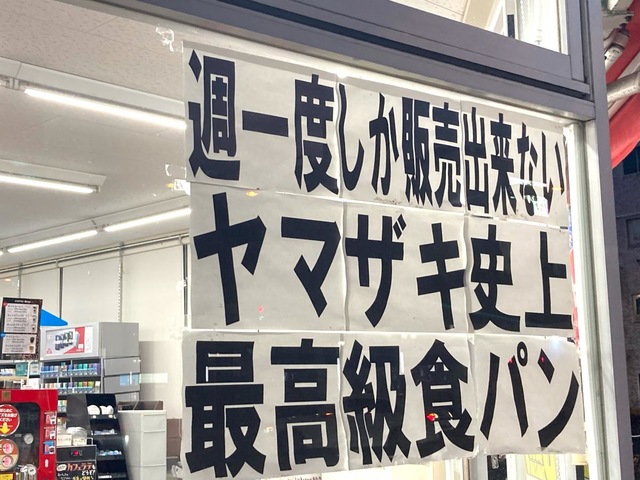 週一度しか販売出来ない
ヤマザキ史上
最高級食パン